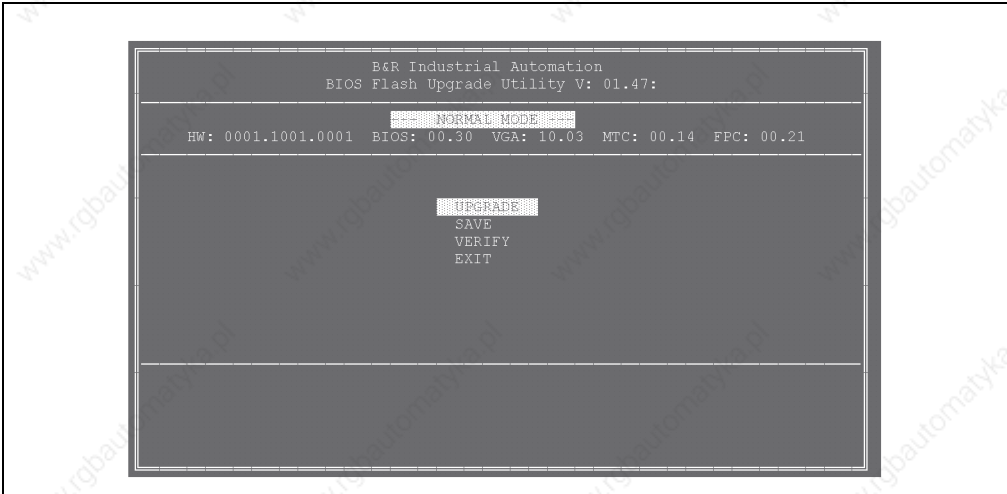 B&R Industrial Automation
BIOS Flash Upgrade Utility V: 01.47:
--- NORMAL MODE ---
HW: 0001.1001.0001 BIOS: 00.30 VGA: 10.03 MTC: 00.14 FPC: 00.21
UPGRADE
SAVE
VERIFY
EXIT